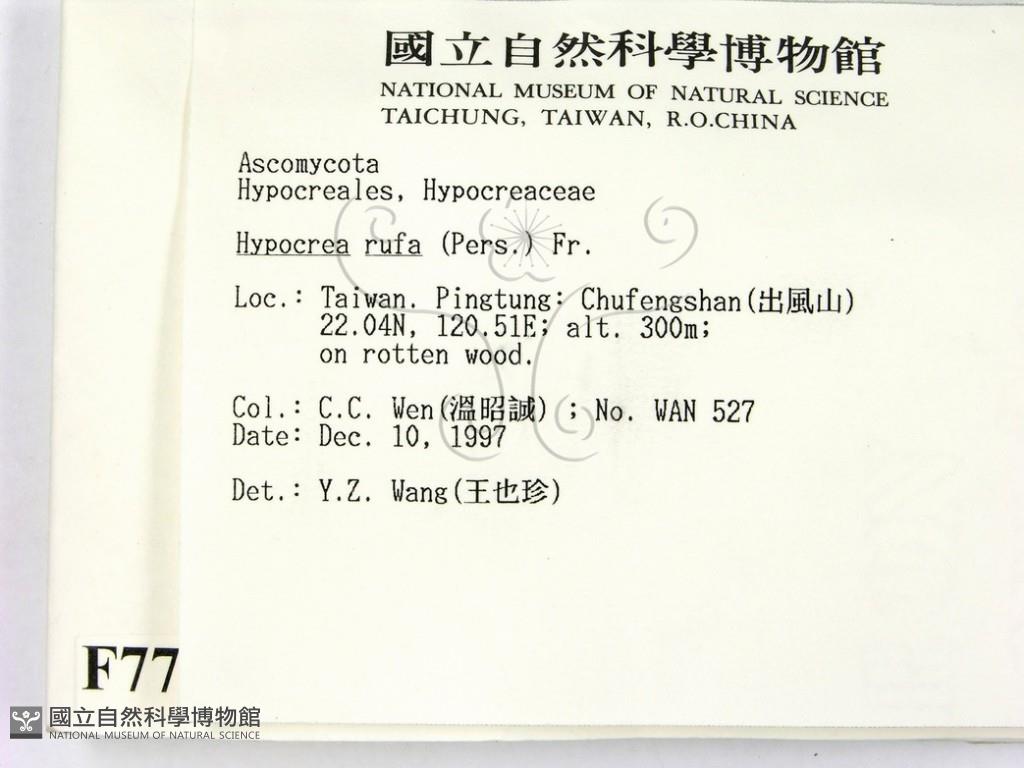 國立自然科學博物館
NATIONAL MUSEUM OF NATURAL SCIENCE
TAICHUNG, TAIWAN, R.O.CHINA
Ascomycota
Hypocreales, Hypocreaceae
Hypocrea rufa (Pers.) Fr.
Loc.: Taiwan. Pingtung: Chufengshan(出風山)
22.04N, 120.51E; alt. 300m;
on rotten wood.
Col.: C.C. Wen(溫昭誠) ; No. WAN 527
Date: Dec. 10, 1997
Det.: Y.Z. Wang(王也珍)
F77
國立自然科學博物館
NATIONAL MUSEUM OF NATURAL SCIENCE